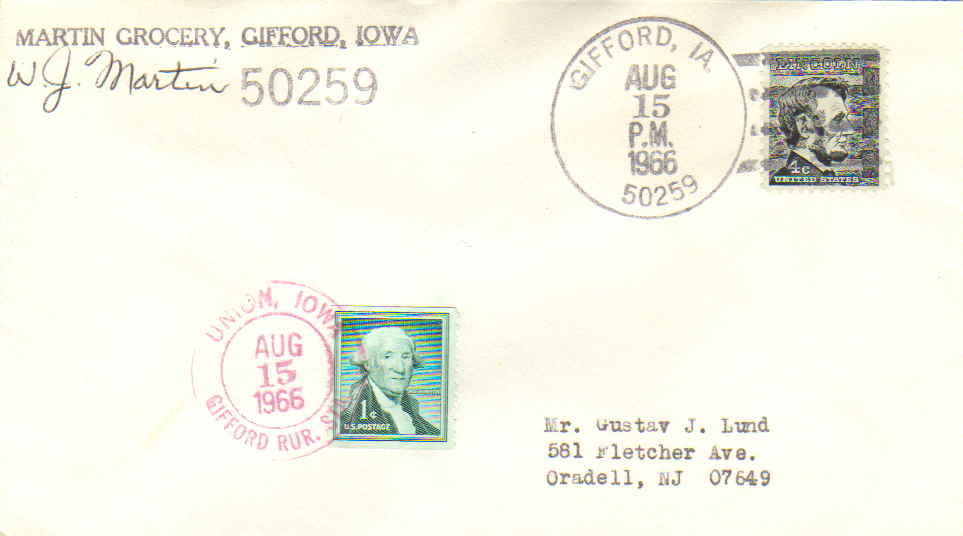 MARTIN GROCERY, GIFFORD, IOWA
W J. Martin 50259
GIFFORD, IA.
AUG
15
P.M.
1966
50259
LINCOLN
4c
UNITED STATES
UNION, IOWA
AUG
15
1966
GIFFORD RUR. STA.
1c
U.S. POSTAGE
Mr. Gustav J. Lund
581 Fletcher Ave.
Oradell, NJ 07649